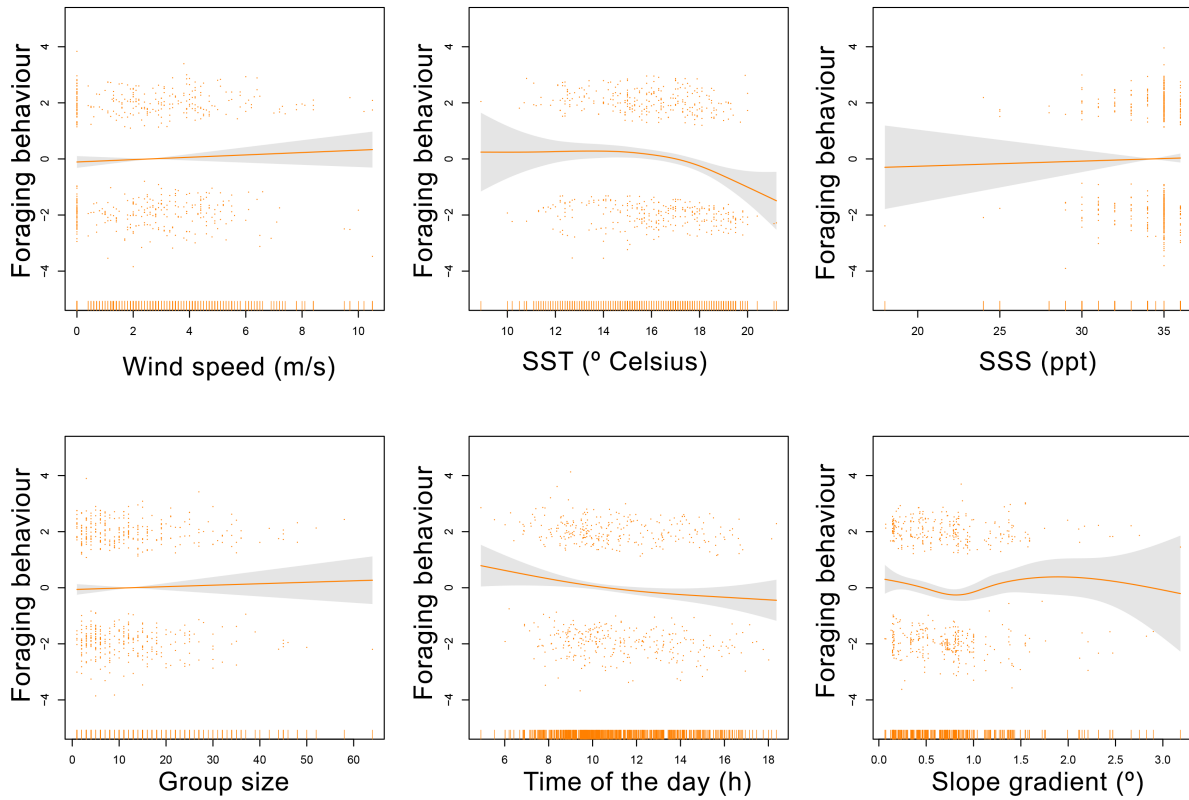 Foraging behaviour
4
2
0
−2
−4
0 2 4 6 8 10
Wind speed (m/s)
Foraging behaviour
4
2
0
−2
−4
10 12 14 16 18 20
SST (º Celsius)
Foraging behaviour
4
2
0
−2
−4
20 25 30 35
SSS (ppt)
Foraging behaviour
4
2
0
−2
−4
0 10 20 30 40 50 60
Group size
Foraging behaviour
4
2
0
−2
−4
6 8 10 12 14 16 18
Time of the day (h)
Foraging behaviour
4
2
0
−2
−4
0.0 0.5 1.0 1.5 2.0 2.5 3.0
Slope gradient (º)